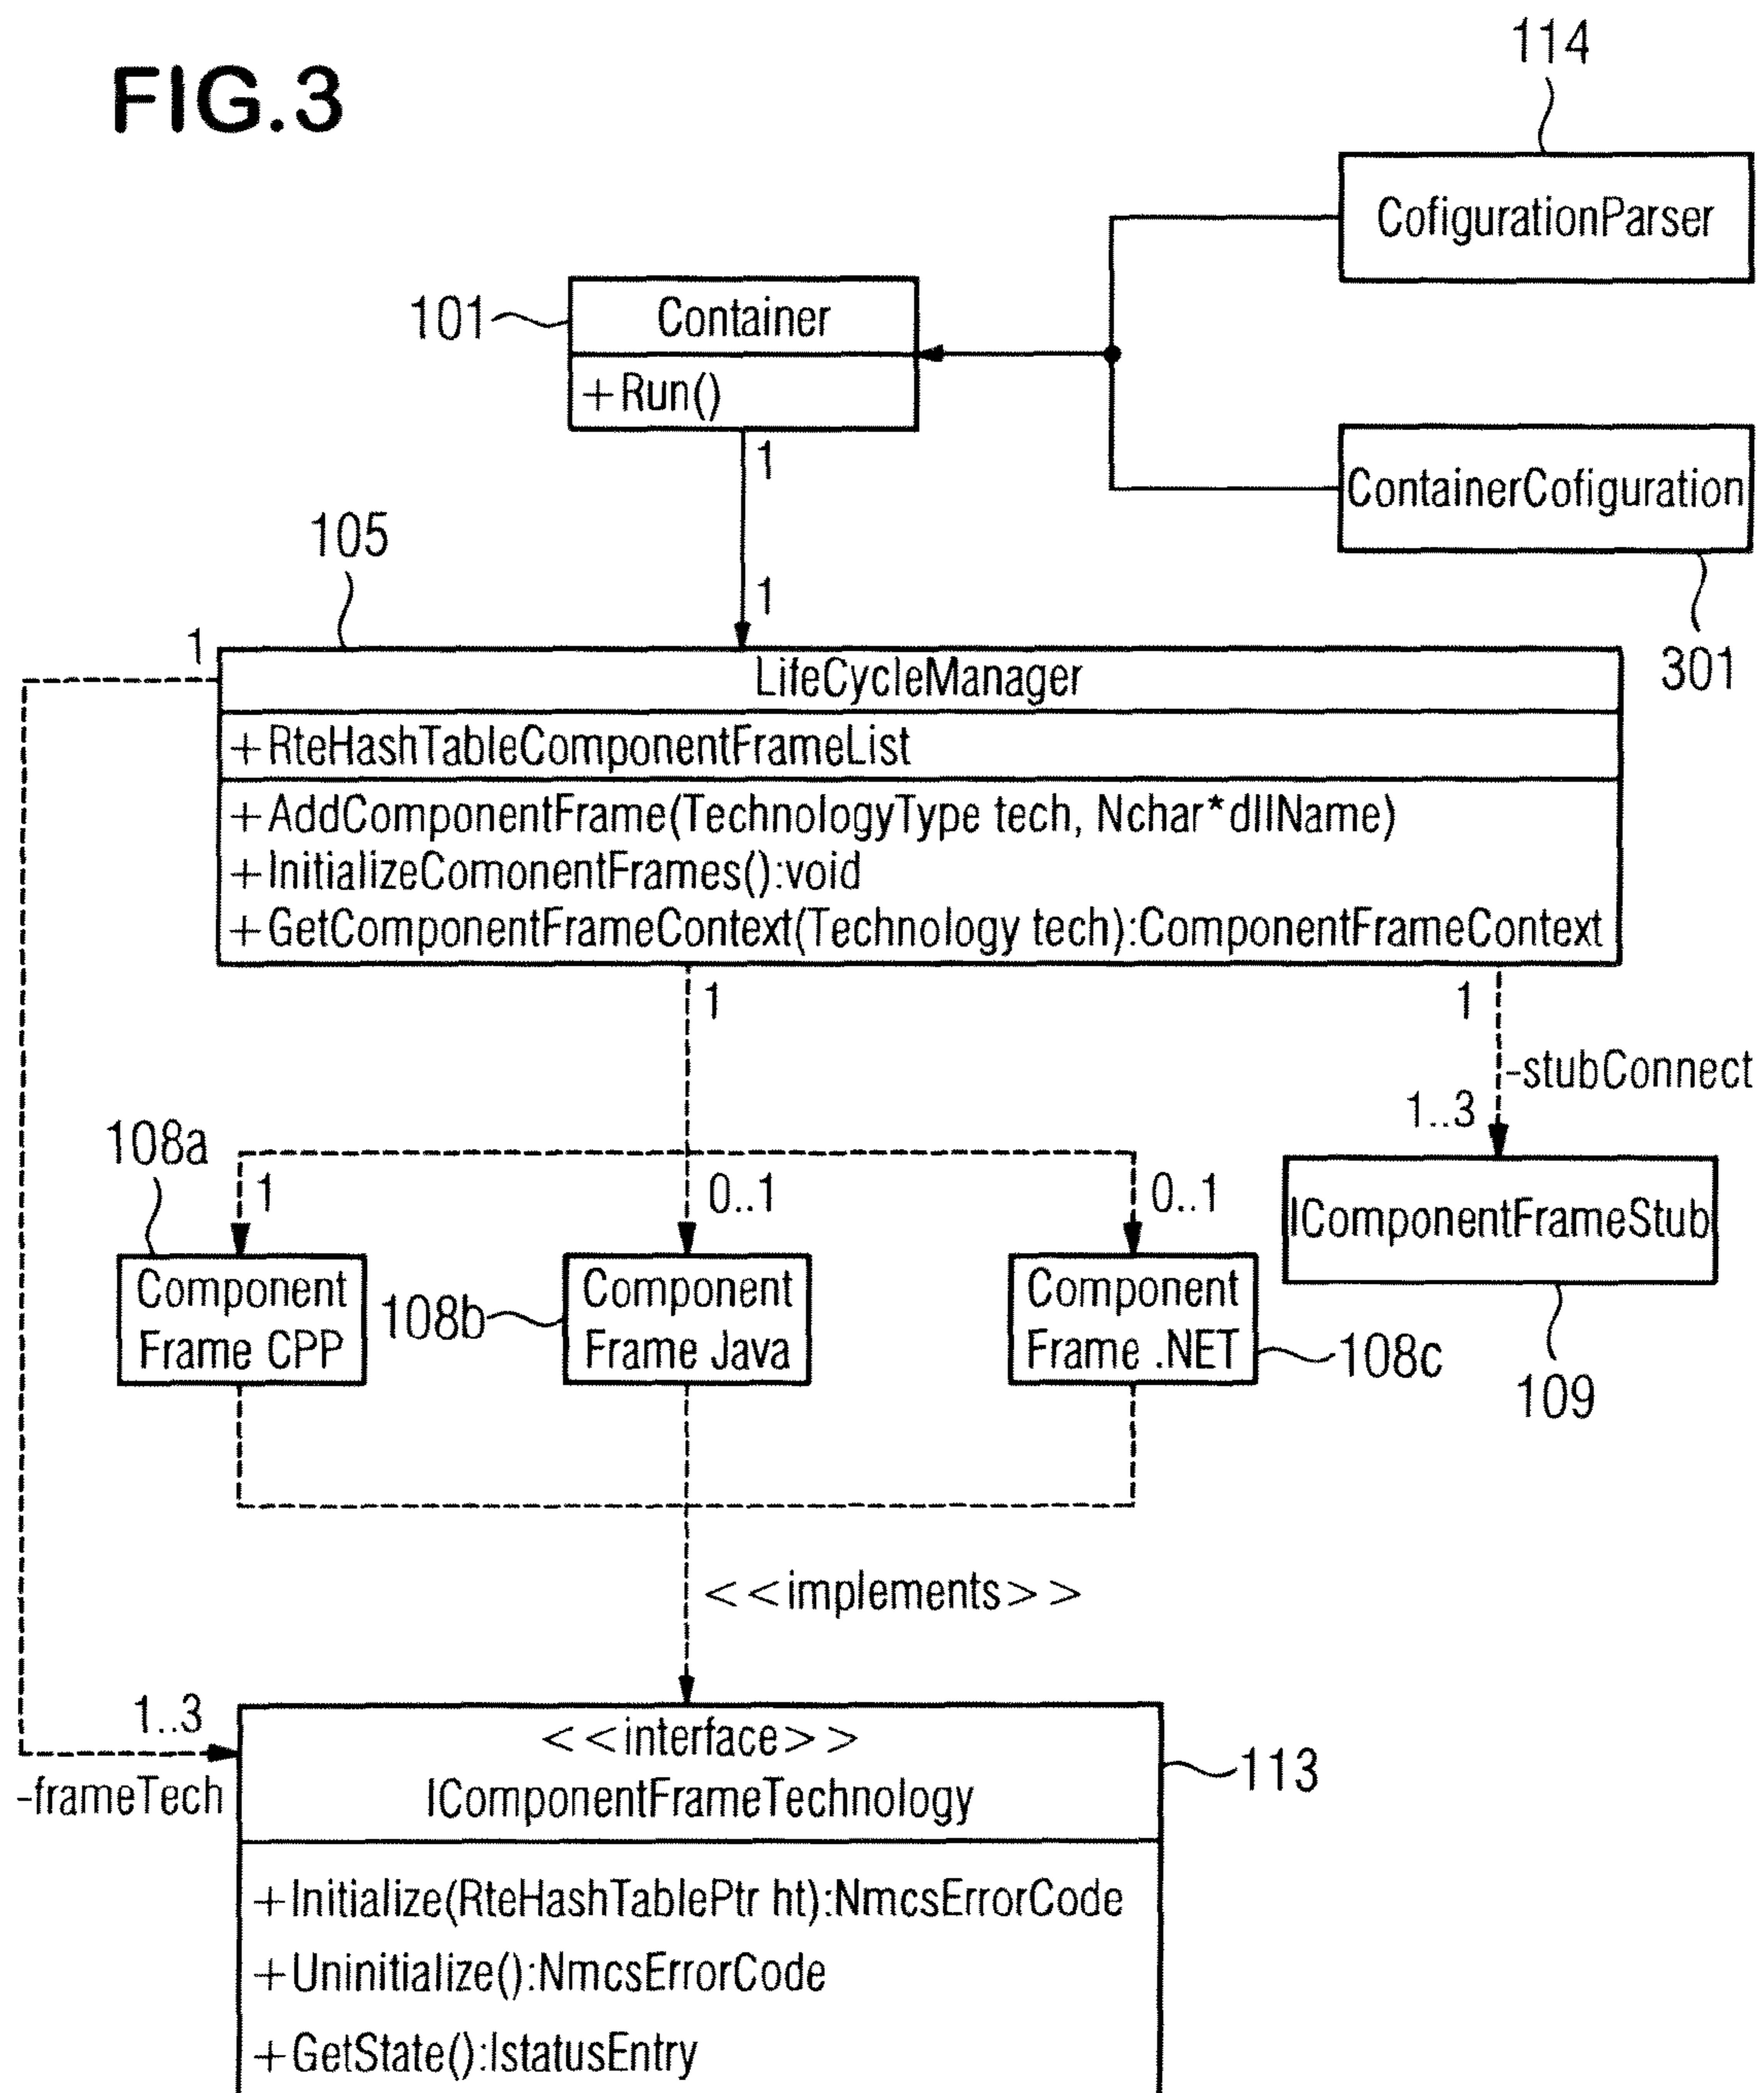 FIG.3
114
CofigurationParser
101
Container
+Run()
ContainerCofiguration
301
1
1
105
1
LifeCycleManager
+RteHashTableComponentFrameList
+AddComponentFrame(TechnologyType tech, Nchar*dllName)
+InitializeComonentFrames():void
+GetComponentFrameContext(Technology tech):ComponentFrameContext
1
1
-stubConnect
1..3
108a
1
0..1
0..1
IComponentFrameStub
109
Component
Frame CPP
108b
Component
Frame Java
Component
Frame .NET
108c
<<implements>>
1..3
-frameTech
<<interface>>
IComponentFrameTechnology
113
+Initialize(RteHashTablePtr ht):NmcsErrorCode
+Uninitialize():NmcsErrorCode
+GetState():IstatusEntry